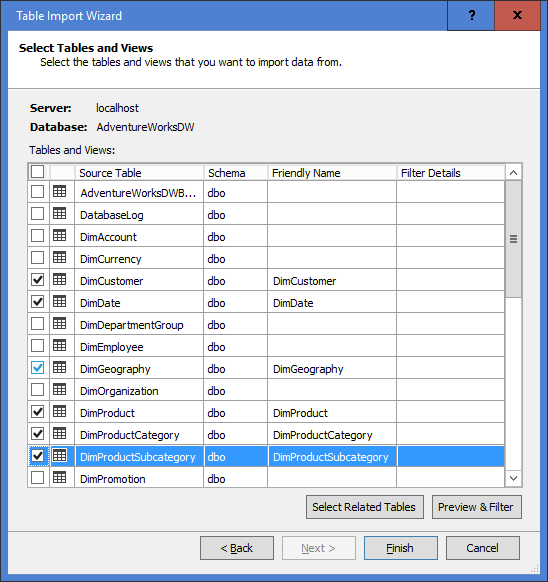 Table Import Wizard ? x
Select Tables and Views
Select the tables and views that you want to import data from.
Server: localhost
Database: AdventureWorksDW
Tables and Views:
Source Table Schema Friendly Name Filter Details
AdventureWorksDWB... dbo
DatabaseLog dbo
DimAccount dbo
DimCurrency dbo
DimCustomer dbo DimCustomer
DimDate dbo DimDate
DimDepartmentGroup dbo
DimEmployee dbo
DimGeography dbo DimGeography
DimOrganization dbo
DimProduct dbo DimProduct
DimProductCategory dbo DimProductCategory
DimProductSubcategory dbo DimProductSubcategory
DimPromotion dbo
Select Related Tables Preview & Filter
< Back Next > Finish Cancel